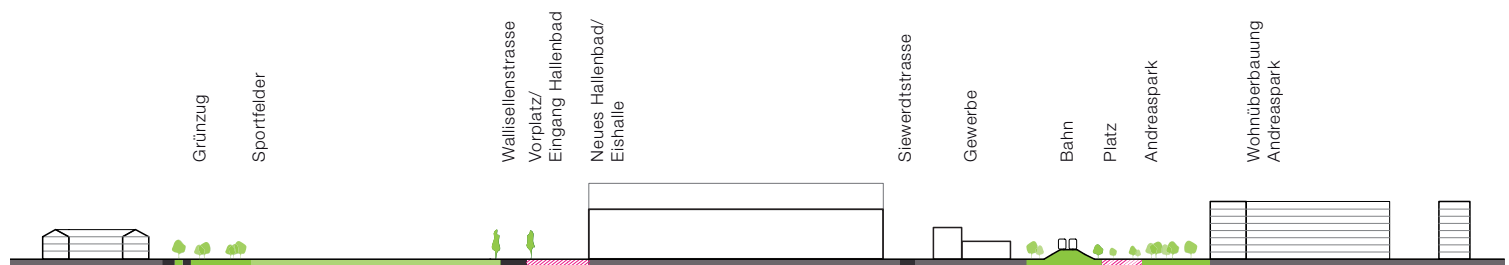 Grünzug
Sportfelder
Wallisellenstrasse
Vorplatz/
Eingang Hallenbad
Neues Hallenbad/
Eishalle
Siewerdtstrasse
Gewerbe
Bahn
Platz
Andreaspark
Wohnüberbauung
Andreaspark